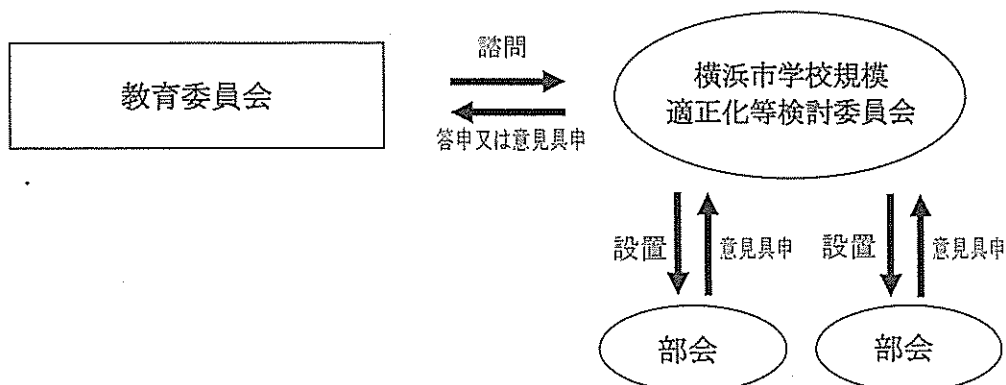 諮問
教育委員会
横浜市学校規模
適正化等検討委員会
答申又は意見具申
設置
意見具申
設置
意見具申
部会
部会